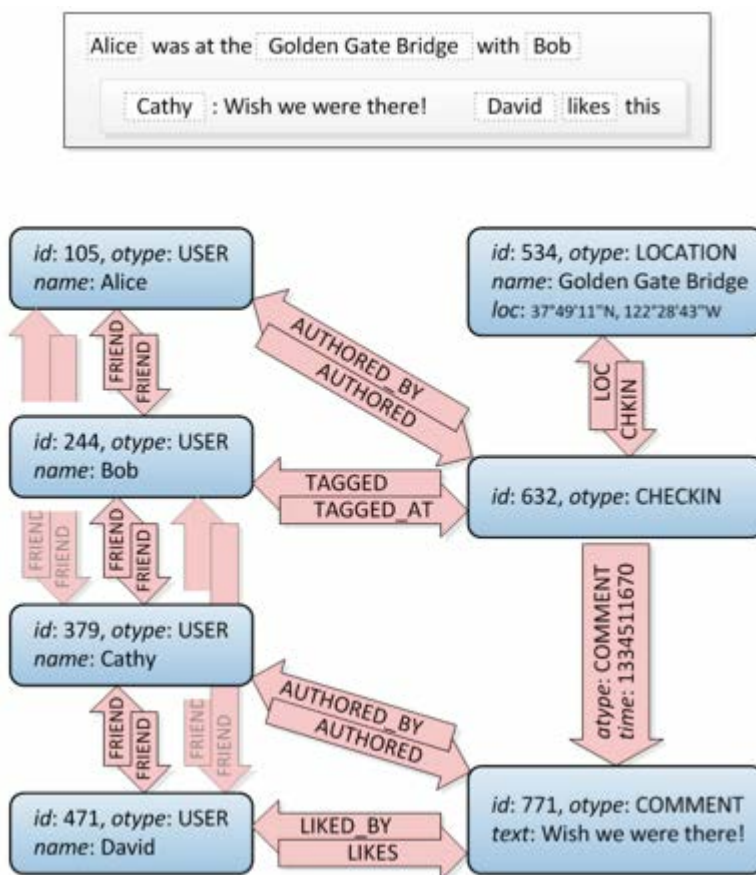 Alice was at the Golden Gate Bridge with Bob
Cathy : Wish we were there! David likes this
id: 105, otype: USER
name: Alice
id: 534, otype: LOCATION
name: Golden Gate Bridge
loc: 37°49'11"N, 122°28'43"W
AUTHORED_BY
AUTHORED
FRIEND
FRIEND
LOC
CHKIN
id: 244, otype: USER
name: Bob
TAGGED
TAGGED_AT
id: 632, otype: CHECKIN
FRIEND
FRIEND
FRIEND
FRIEND
atype: COMMENT
time: 1334511670
id: 379, otype: USER
name: Cathy
AUTHORED_BY
AUTHORED
FRIEND
FRIEND
FRIEND
FRIEND
id: 471, otype: USER
name: David
LIKED_BY
LIKES
id: 771, otype: COMMENT
text: Wish we were there!